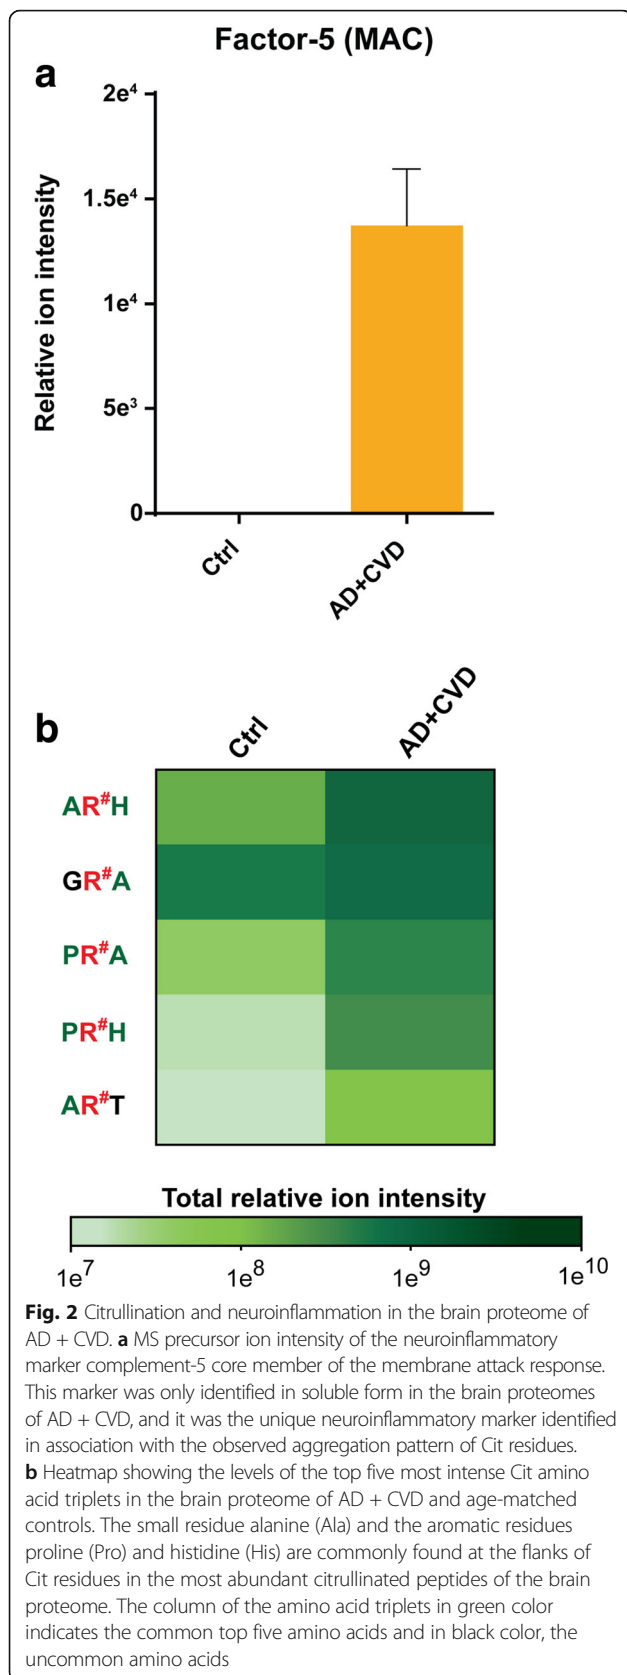 Factor-5 (MAC)
a
2e⁴
1.5e⁴
1e⁴
5e³
0
Relative ion intensity
Ctrl
AD+CVD
b
Ctrl
AD+CVD
AR#H
GR#A
PR#A
PR#H
AR#T
Total relative ion intensity
1e⁷ 1e⁸ 1e⁹ 1e¹⁰
Fig. 2 Citrullination and neuroinflammation in the brain proteome of
AD + CVD. a MS precursor ion intensity of the neuroinflammatory
marker complement-5 core member of the membrane attack response.
This marker was only identified in soluble form in the brain proteomes
of AD + CVD, and it was the unique neuroinflammatory marker identified
in association with the observed aggregation pattern of Cit residues.
b Heatmap showing the levels of the top five most intense Cit amino
acid triplets in the brain proteome of AD + CVD and age-matched
controls. The small residue alanine (Ala) and the aromatic residues
proline (Pro) and histidine (His) are commonly found at the flanks of
Cit residues in the most abundant citrullinated peptides of the brain
proteome. The column of the amino acid triplets in green color
indicates the common top five amino acids and in black color, the
uncommon amino acids